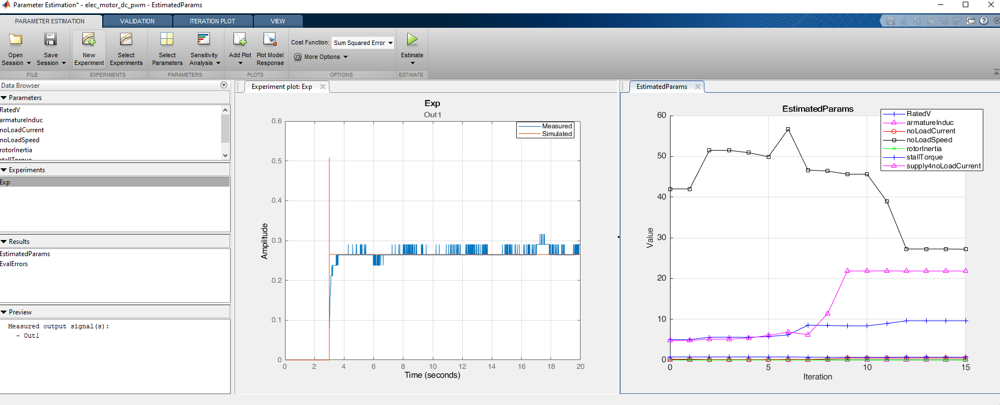 Parameter Estimation* - elec_motor_dc_pwm - EstimatedParams
PARAMETER ESTIMATION
VALIDATION
ITERATION PLOT
VIEW
Open Session
Save Session
New Experiment
Select Experiments
Select Parameters
Sensitivity Analysis
Add Plot
Plot Model Response
Cost Function: Sum Squared Error
More Options
Estimate
FILE
EXPERIMENTS
PARAMETERS
PLOTS
OPTIONS
ESTIMATE
Data Browser
Parameters
RatedV
armatureInduc
noLoadCurrent
noLoadSpeed
rotorInertia
stallTorque
Experiments
Exp
Results
EstimatedParams
EvalErrors
Preview
Measured output signal(s):
- Out1
Experiment plot: Exp
Exp
Out1
Measured
Simulated
0.6
0.5
0.4
0.3
0.2
0.1
0
Amplitude
0 2 4 6 8 10 12 14 16 18 20
Time (seconds)
EstimatedParams
EstimatedParams
RatedV
armatureInduc
noLoadCurrent
noLoadSpeed
rotorInertia
stallTorque
supply4noLoadCurrent
60
50
40
30
20
10
0
Value
0 5 10 15
Iteration